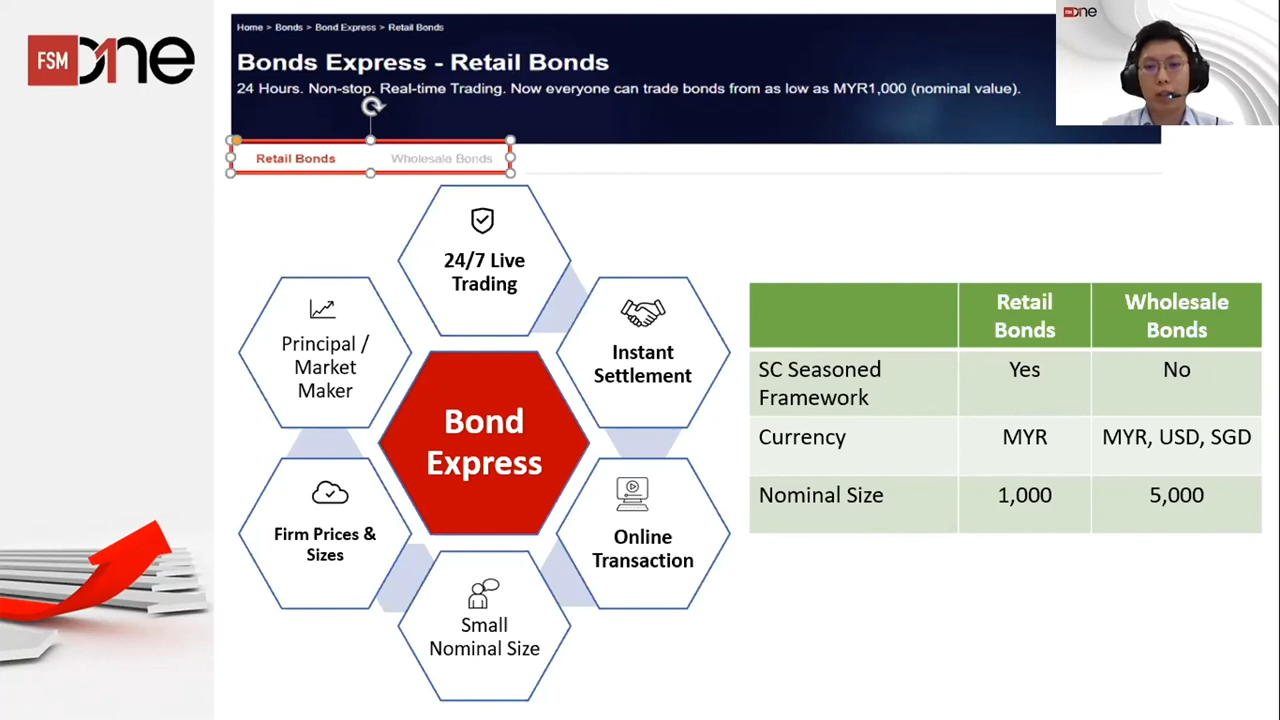 FSM One
Home > Bonds > Bond Express > Retail Bonds
Bonds Express - Retail Bonds
24 Hours. Non-stop. Real-time Trading. Now everyone can trade bonds from as low as MYR1,000 (nominal value).
Retail Bonds
Wholesale Bonds
24/7 Live
Trading
Principal /
Market
Maker
Instant
Settlement
Bond
Express
Firm Prices &
Sizes
Online
Transaction
Small
Nominal Size
Retail Bonds
Wholesale Bonds
SC Seasoned Framework
Yes
No
Currency
MYR
MYR, USD, SGD
Nominal Size
1,000
5,000